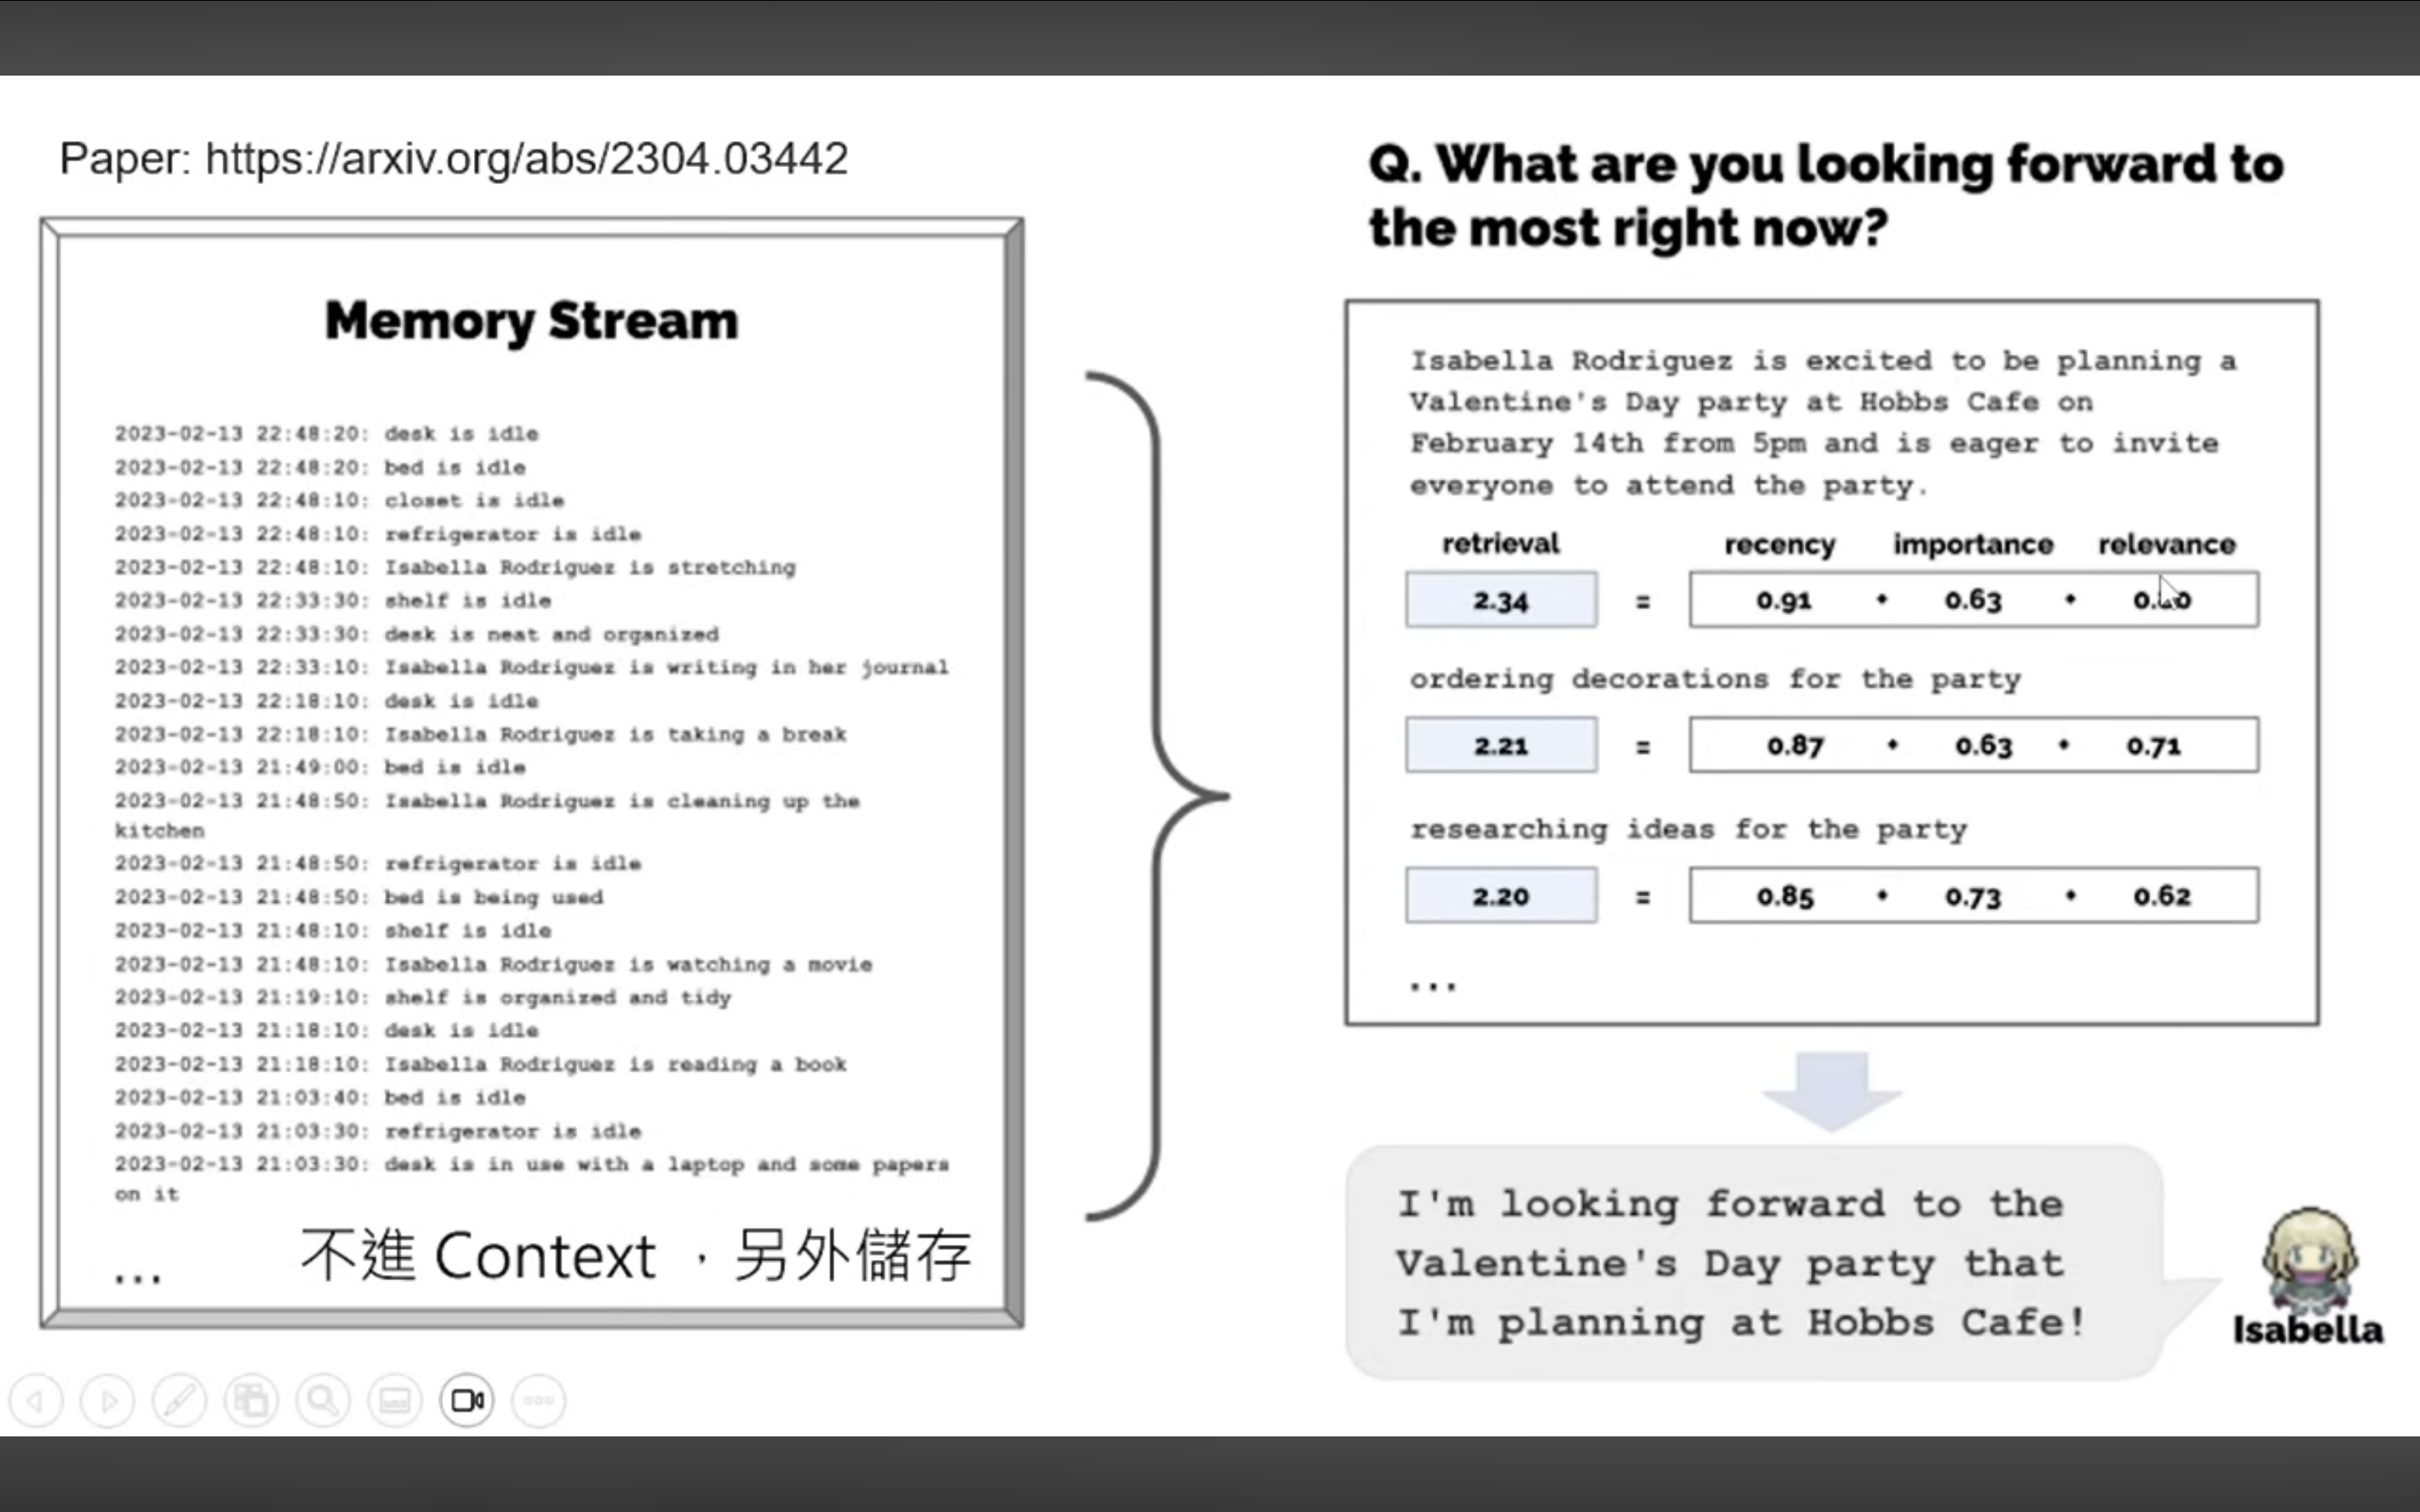 Paper: https://arxiv.org/abs/2304.03442
Memory Stream
2023-02-13 22:48:20: desk is idle
2023-02-13 22:48:20: bed is idle
2023-02-13 22:48:10: closet is idle
2023-02-13 22:48:10: refrigerator is idle
2023-02-13 22:48:10: Isabella Rodriguez is stretching
2023-02-13 22:33:30: shelf is idle
2023-02-13 22:33:30: desk is neat and organized
2023-02-13 22:33:10: Isabella Rodriguez is writing in her journal
2023-02-13 22:18:10: desk is idle
2023-02-13 22:18:10: Isabella Rodriguez is taking a break
2023-02-13 21:49:00: bed is idle
2023-02-13 21:48:50: Isabella Rodriguez is cleaning up the
kitchen
2023-02-13 21:48:50: refrigerator is idle
2023-02-13 21:48:50: bed is being used
2023-02-13 21:48:10: shelf is idle
2023-02-13 21:48:10: Isabella Rodriguez is watching a movie
2023-02-13 21:19:10: shelf is organized and tidy
2023-02-13 21:18:10: desk is idle
2023-02-13 21:18:10: Isabella Rodriguez is reading a book
2023-02-13 21:03:40: bed is idle
2023-02-13 21:03:30: refrigerator is idle
2023-02-13 21:03:30: desk is in use with a laptop and some papers
on it
...
不進 Context ，另外儲存
Q. What are you looking forward to
the most right now?
Isabella Rodriguez is excited to be planning a
Valentine's Day party at Hobbs Cafe on
February 14th from 5pm and is eager to invite
everyone to attend the party.
retrieval recency importance relevance
2.34 = 0.91 • 0.63 •
ordering decorations for the party
2.21 = 0.87 • 0.63 • 0.71
researching ideas for the party
2.20 = 0.85 • 0.73 • 0.62
...
I'm looking forward to the
Valentine's Day party that
I'm planning at Hobbs Cafe!
Isabella